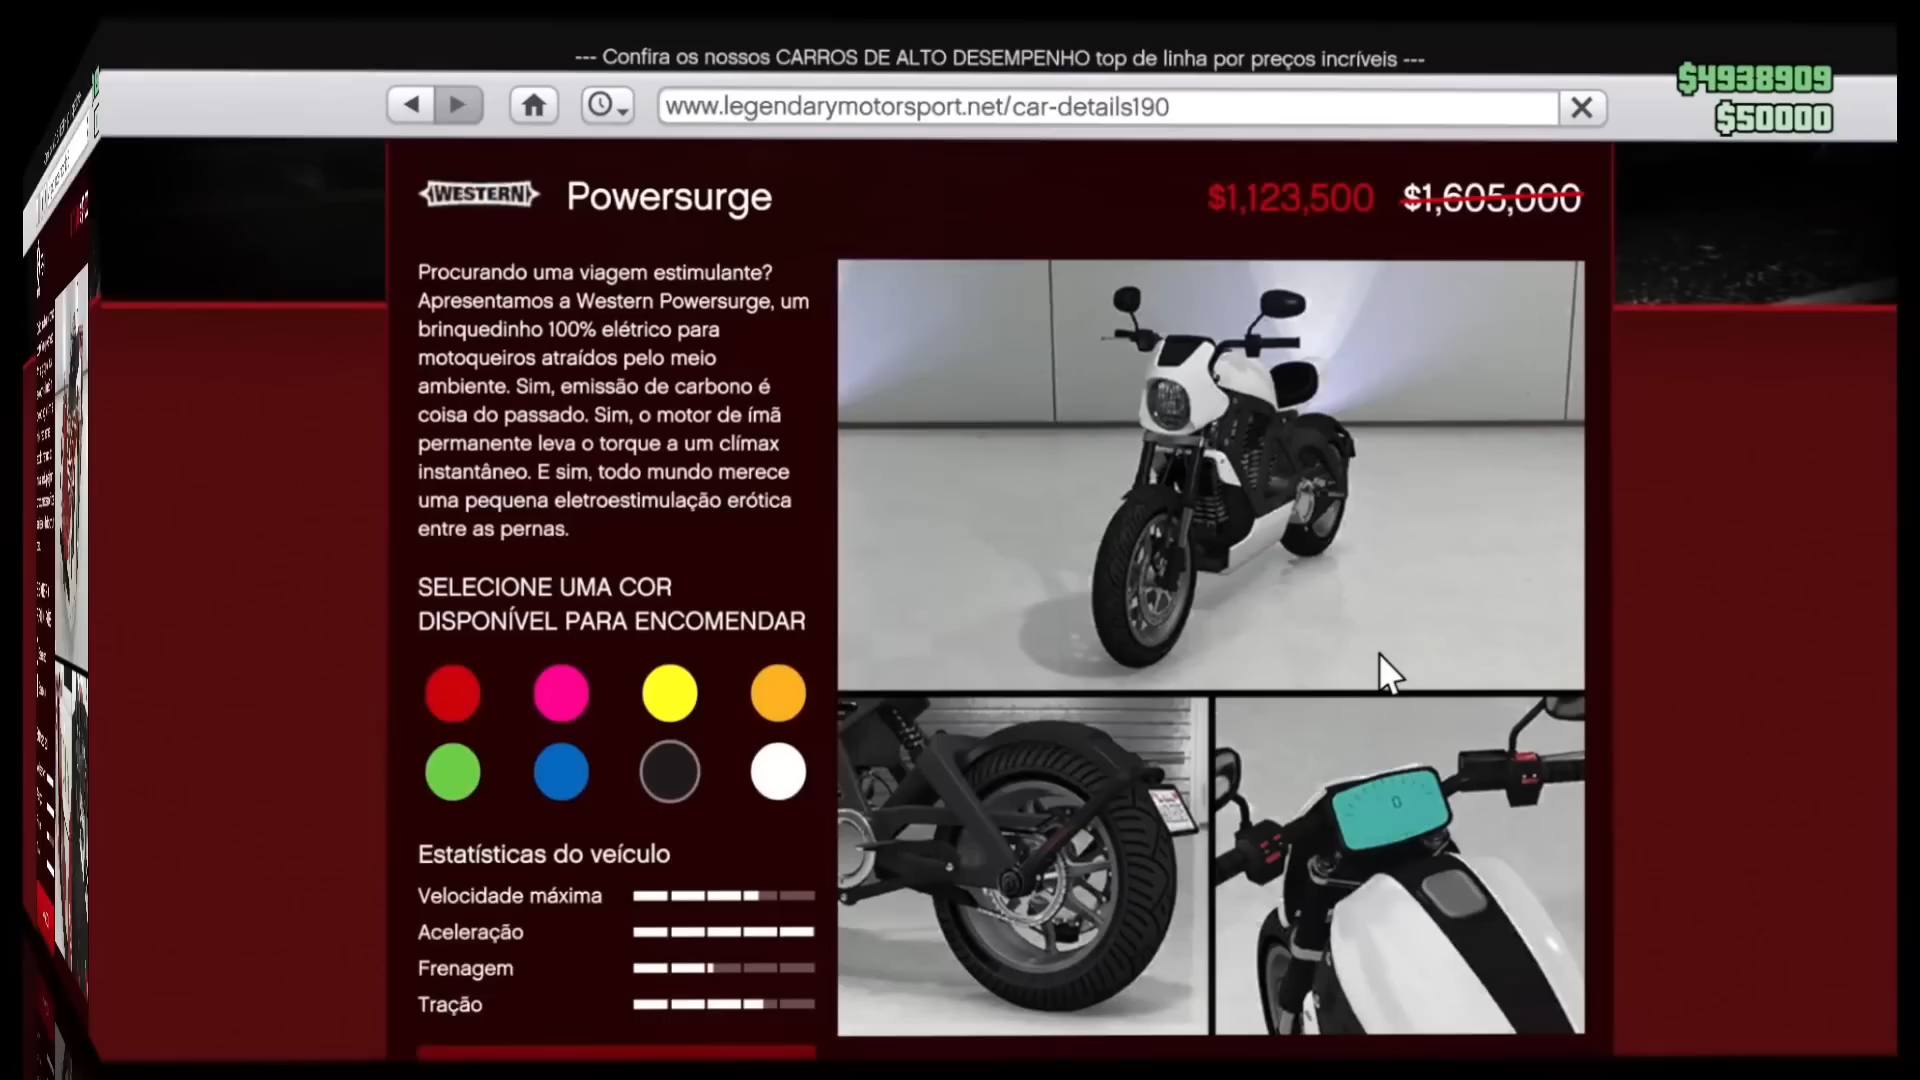 --- Confira os nossos CARROS DE ALTO DESEMPENHO top de linha por preços incríveis ---
$4938909
www.legendarymotorsport.net/car-details190
$50000
WESTERN Powersurge $1,123,500 $1,605,000
Procurando uma viagem estimulante?
Apresentamos a Western Powersurge, um
brinquedinho 100% elétrico para
motoqueiros atraídos pelo meio
ambiente. Sim, emissão de carbono é
coisa do passado. Sim, o motor de ímã
permanente leva o torque a um clímax
instantâneo. E sim, todo mundo merece
uma pequena eletroestimulação erótica
entre as pernas.
SELECIONE UMA COR
DISPONÍVEL PARA ENCOMENDAR
0
Estatísticas do veículo
Velocidade máxima
Aceleração
Frenagem
Tração